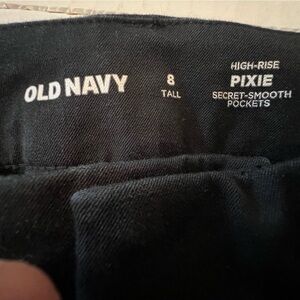 OLD NAVY
8
TALL
HIGH-RISE
PIXIE
SECRET-SMOOTH
POCKETS